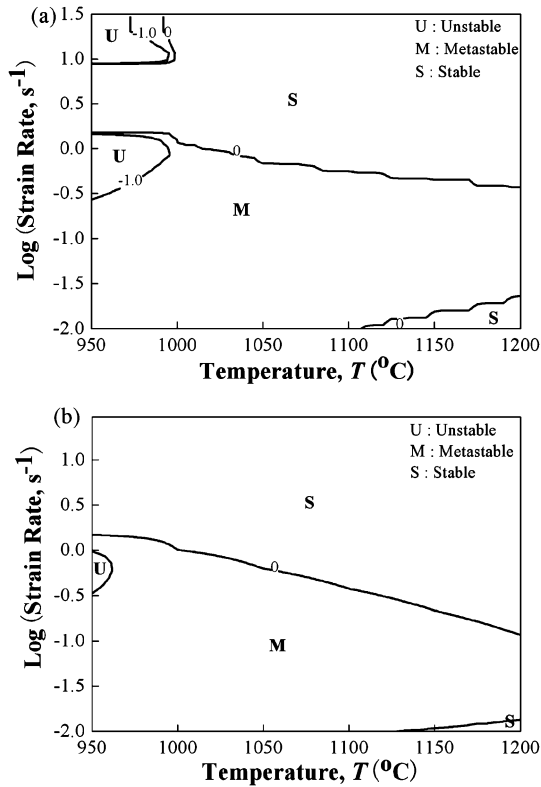 (a)
U : Unstable
M : Metastable
S : Stable
U
-1.0
0
S
U
-1.0
0
M
S
0
1.5
1.0
0.5
0.0
-0.5
-1.0
-1.5
-2.0
Log (Strain Rate, s-1)
950 1000 1050 1100 1150 1200
Temperature, T (oC)
(b)
U : Unstable
M : Metastable
S : Stable
S
U
0
M
S
1.0
0.5
0.0
-0.5
-1.0
-1.5
-2.0
Log (Strain Rate, s-1)
950 1000 1050 1100 1150 1200
Temperature, T (oC)